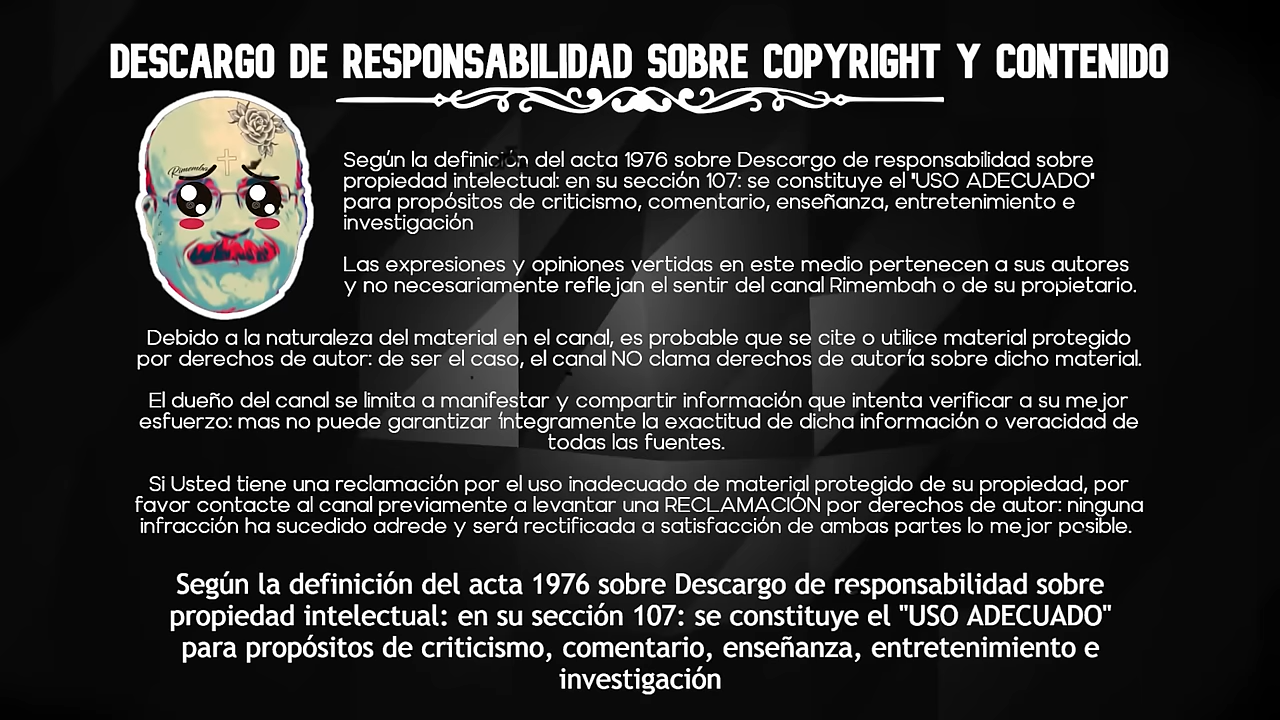 DESCARGO DE RESPONSABILIDAD SOBRE COPYRIGHT Y CONTENIDO
Rimembah
Según la definición del acta 1976 sobre Descargo de responsabilidad sobre
propiedad intelectual: en su sección 107: se constituye el "USO ADECUADO"
para propósitos de criticismo, comentario, enseñanza, entretenimiento e
investigación
Las expresiones y opiniones vertidas en este medio pertenecen a sus autores
y no necesariamente reflejan el sentir del canal Rimembah o de su propietario.
Debido a la naturaleza del material en el canal, es probable que se cite o utilice material protegido
por derechos de autor: de ser el caso, el canal NO clama derechos de autoría sobre dicho material.
El dueño del canal se limita a manifestar y compartir información que intenta verificar a su mejor
esfuerzo: mas no puede garantizar íntegramente la exactitud de dicha información o veracidad de
todas las fuentes.
Si Usted tiene una reclamación por el uso inadecuado de material protegido de su propiedad, por
favor contacte al canal previamente a levantar una RECLAMACIÓN por derechos de autor: ninguna
infracción ha sucedido adrede y será rectificada a satisfacción de ambas partes lo mejor posible.
Según la definición del acta 1976 sobre Descargo de responsabilidad sobre
propiedad intelectual: en su sección 107: se constituye el "USO ADECUADO"
para propósitos de criticismo, comentario, enseñanza, entretenimiento e
investigación